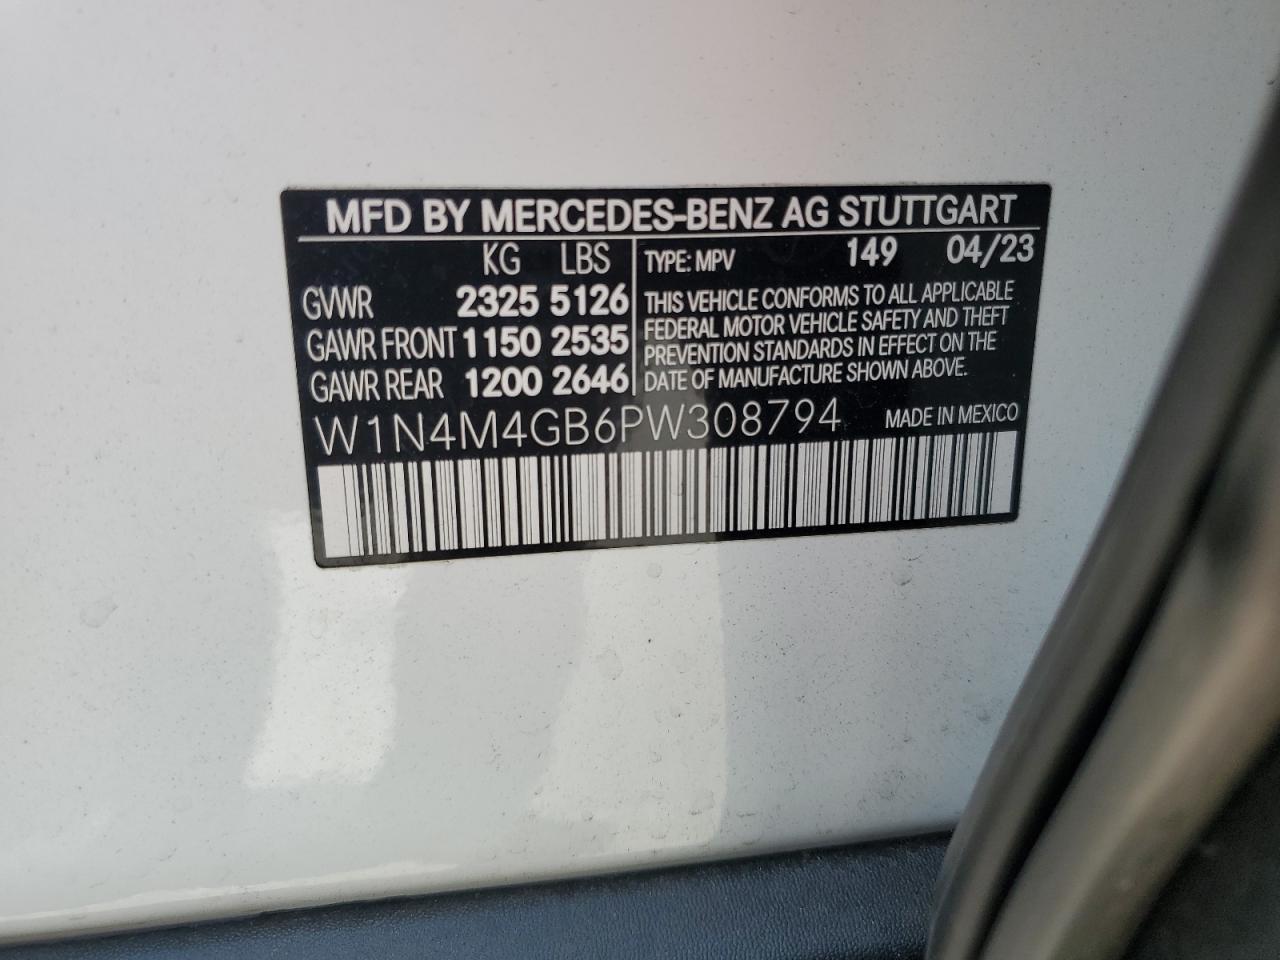 MFD BY MERCEDES-BENZ AG STUTTGART
KG LBS
GVWR 2325 5126
GAWR FRONT 1150 2535
GAWR REAR 1200 2646
TYPE: MPV 149 04/23
THIS VEHICLE CONFORMS TO ALL APPLICABLE
FEDERAL MOTOR VEHICLE SAFETY AND THEFT
PREVENTION STANDARDS IN EFFECT ON THE
DATE OF MANUFACTURE SHOWN ABOVE.
W1N4M4GB6PW308794 MADE IN MEXICO